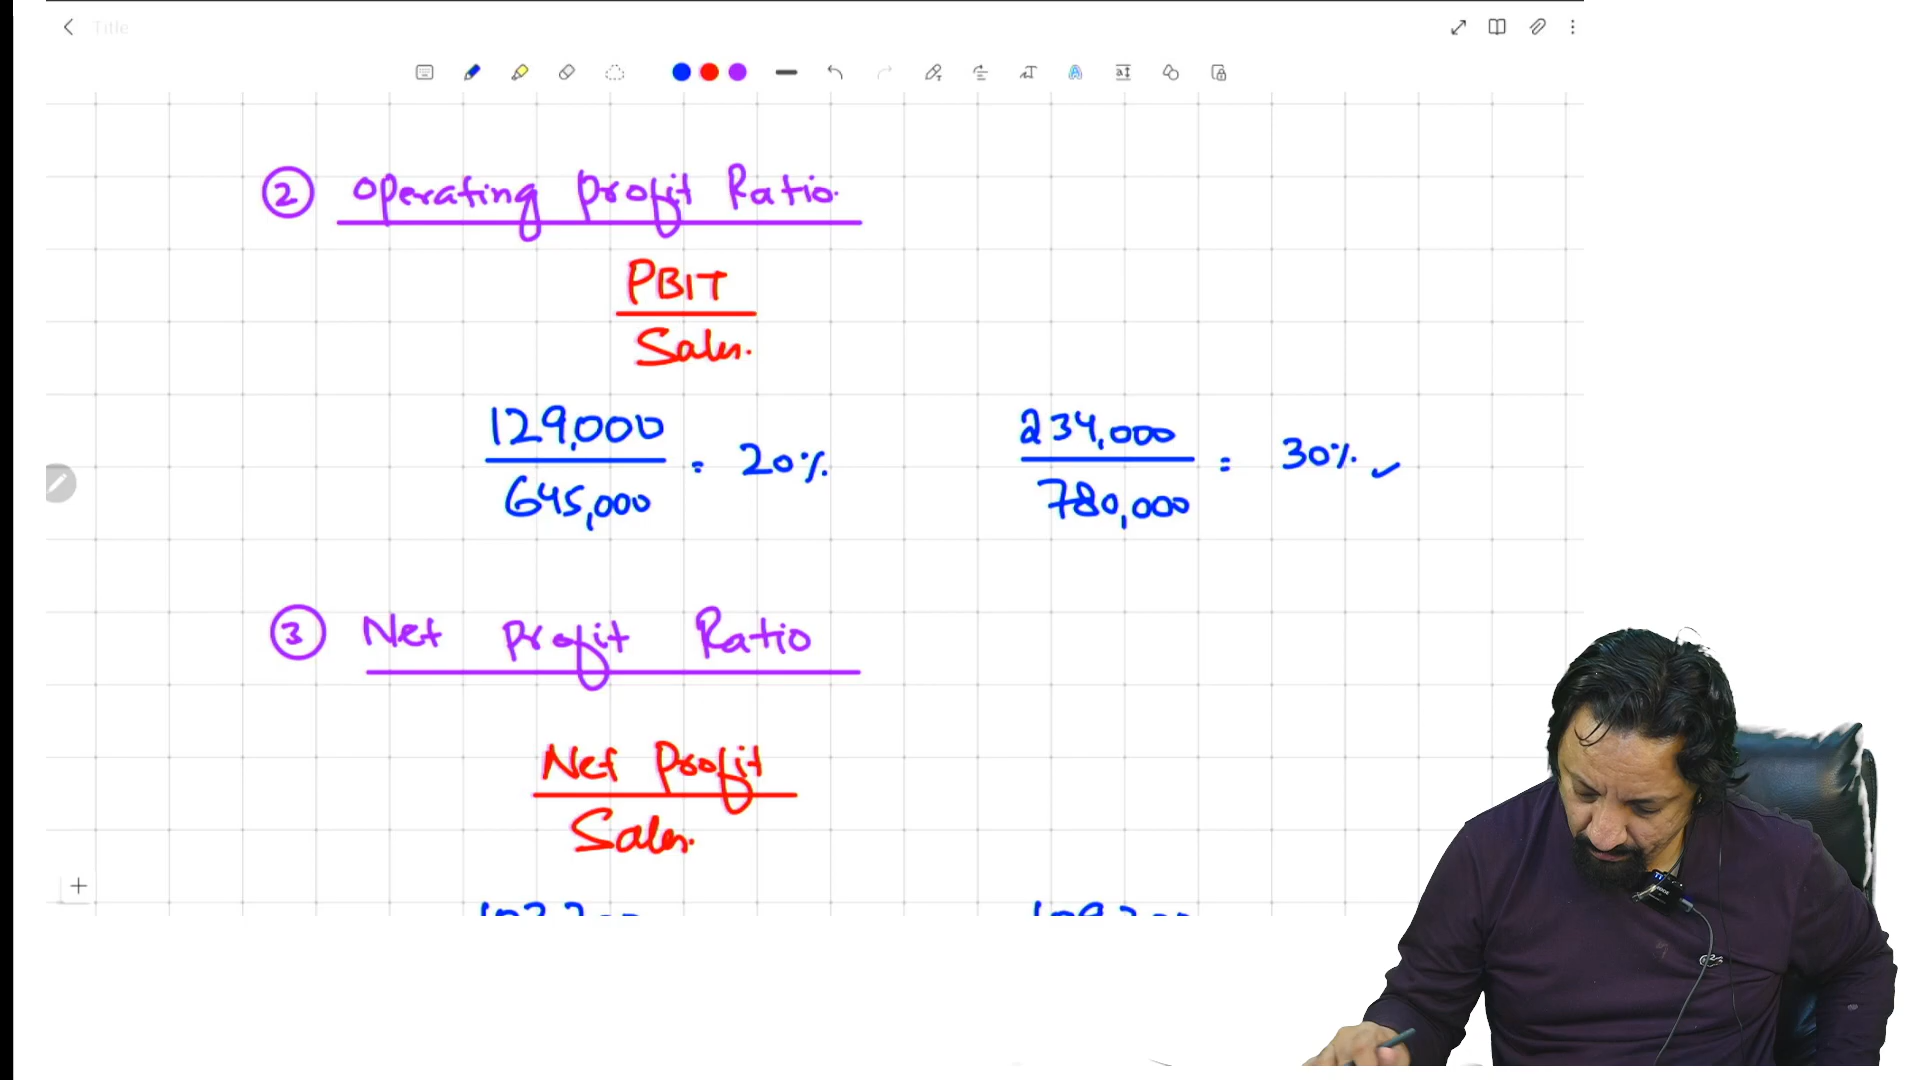 Title
② Operating Profit Ratio.
PBIT
Sales.
129,000
645,000
= 20%
234,000
780,000
= 30% ✓
③ Net Profit Ratio
Net Profit
Sales.